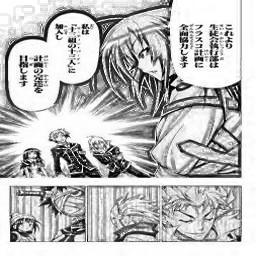 これより
生徒会執行部は
フラスコ計画に
全面協力します
私は
「十三組の十三人」に
加入し
計画の完遂を
目指します